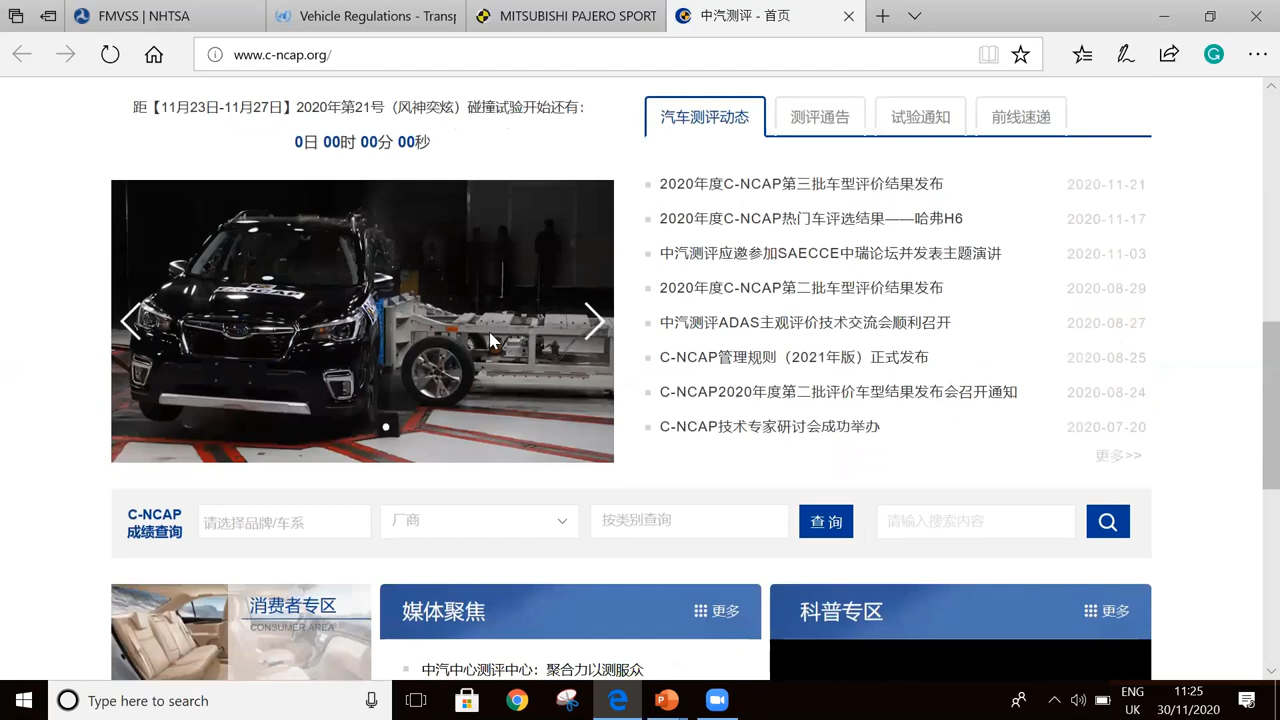 FMVSS | NHTSA
Vehicle Regulations - Transp
MITSUBISHI PAJERO SPORT
中汽测评 - 首页
www.c-ncap.org/
距【11月23日-11月27日】2020年第21号（风神奕炫）碰撞试验开始还有：
0日 00时 00分 00秒
汽车测评动态
测评通告
试验通知
前线速递
2020年度C-NCAP第三批车型评价结果发布 2020-11-21
2020年度C-NCAP热门车评选结果——哈弗H6 2020-11-17
中汽测评应邀参加SAECCE中瑞论坛并发表主题演讲 2020-11-03
2020年度C-NCAP第二批车型评价结果发布 2020-08-29
中汽测评ADAS主观评价技术交流会顺利召开 2020-08-27
C-NCAP管理规则（2021年版）正式发布 2020-08-25
C-NCAP2020年度第二批评价车型结果发布会召开通知 2020-08-24
C-NCAP技术专家研讨会成功举办 2020-07-20
更多>>
C-NCAP
成绩查询
请选择品牌/车系
厂商
按类别查询
查 询
请输入搜索内容
消费者专区
CONSUMER AREA
媒体聚焦
更多
科普专区
更多
中汽中心测评中心：聚合力以测服众
Type here to search
ENG
UK
11:25
30/11/2020